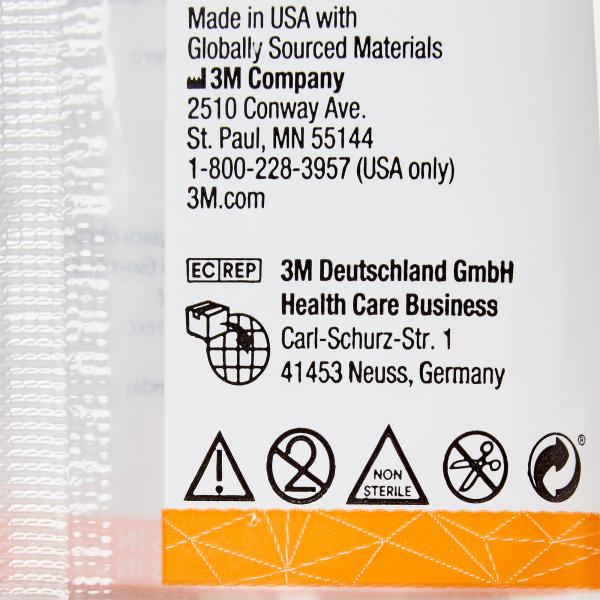 Made in USA with
Globally Sourced Materials
3M Company
2510 Conway Ave.
St. Paul, MN 55144
1-800-228-3957 (USA only)
3M.com
EC REP
3M Deutschland GmbH
Health Care Business
Carl-Schurz-Str. 1
41453 Neuss, Germany
!
2
NON
STERILE
®